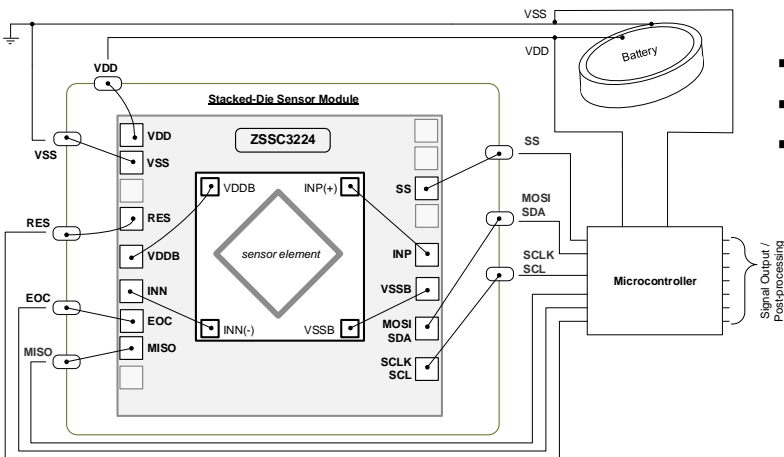 VSS
VDD
Battery
VDD
Stacked-Die Sensor Module
ZSSC3224
VDD
VSS
VSS
SS
SS
MOSI
SDA
VDDB
INP(+)
RES
RES
VDDB
sensor element
INP
SCLK
SCL
Microcontroller
Signal Output /
Post-processing
INN
VSSB
EOC
EOC
INN(-)
VSSB
MOSI
SDA
MISO
MISO
SCLK
SCL